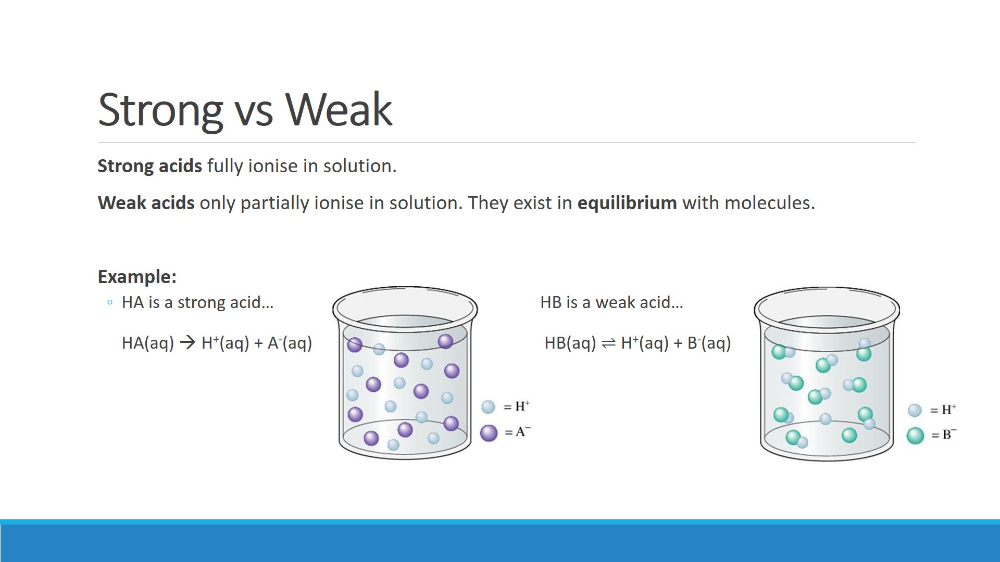 Strong vs Weak
Strong acids fully ionise in solution.
Weak acids only partially ionise in solution. They exist in equilibrium with molecules.
Example:
◦ HA is a strong acid…
HA(aq) → H⁺(aq) + A⁻(aq)
= H⁺
= A⁻
HB is a weak acid…
HB(aq) ⇌ H⁺(aq) + B⁻(aq)
= H⁺
= B⁻